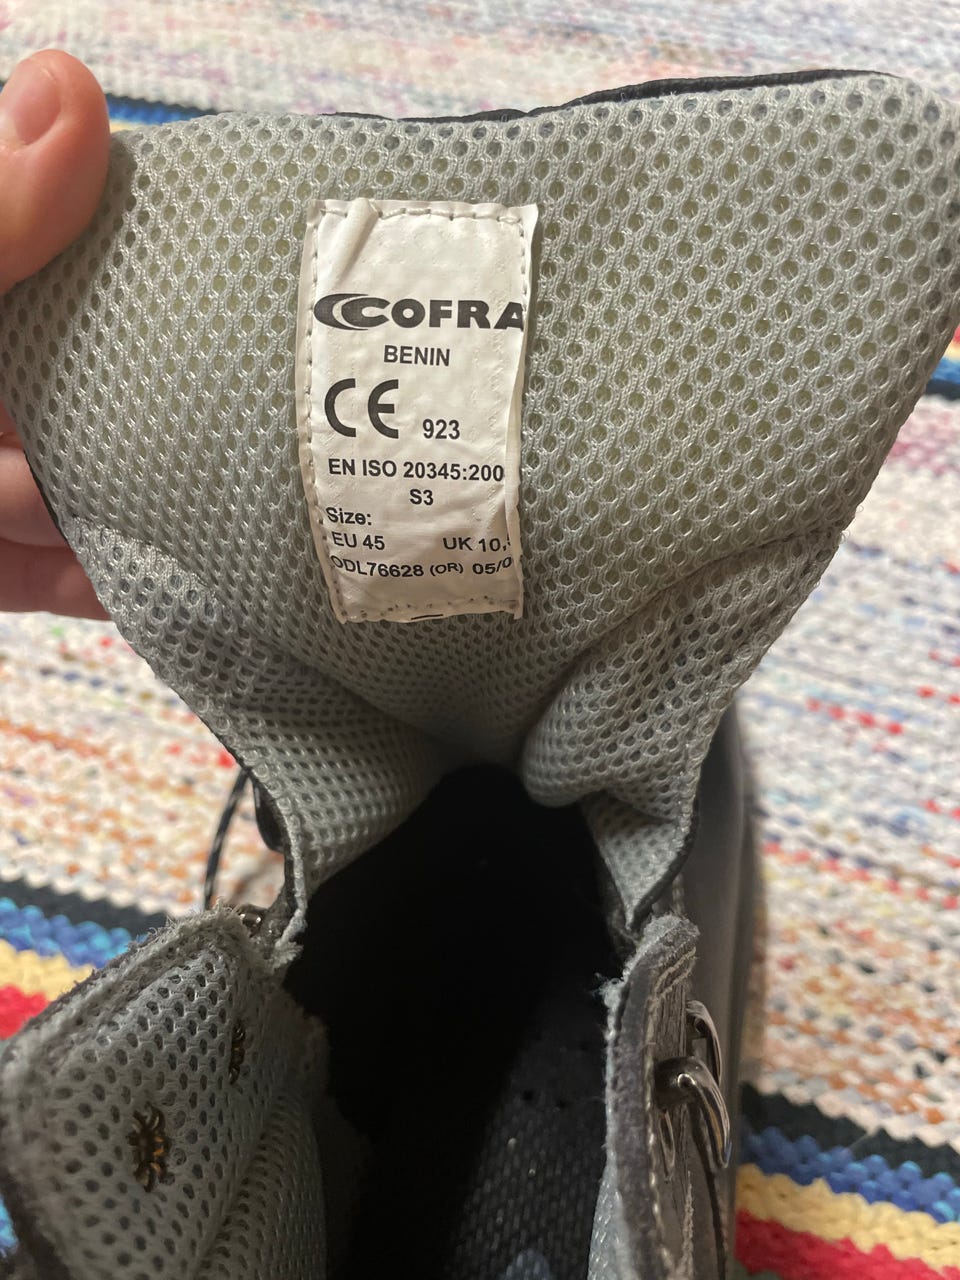 COFRA
BENIN
CE 923
EN ISO 20345:200
S3
Size:
EU 45 UK 10,
ODL76628 (OR) 05/0